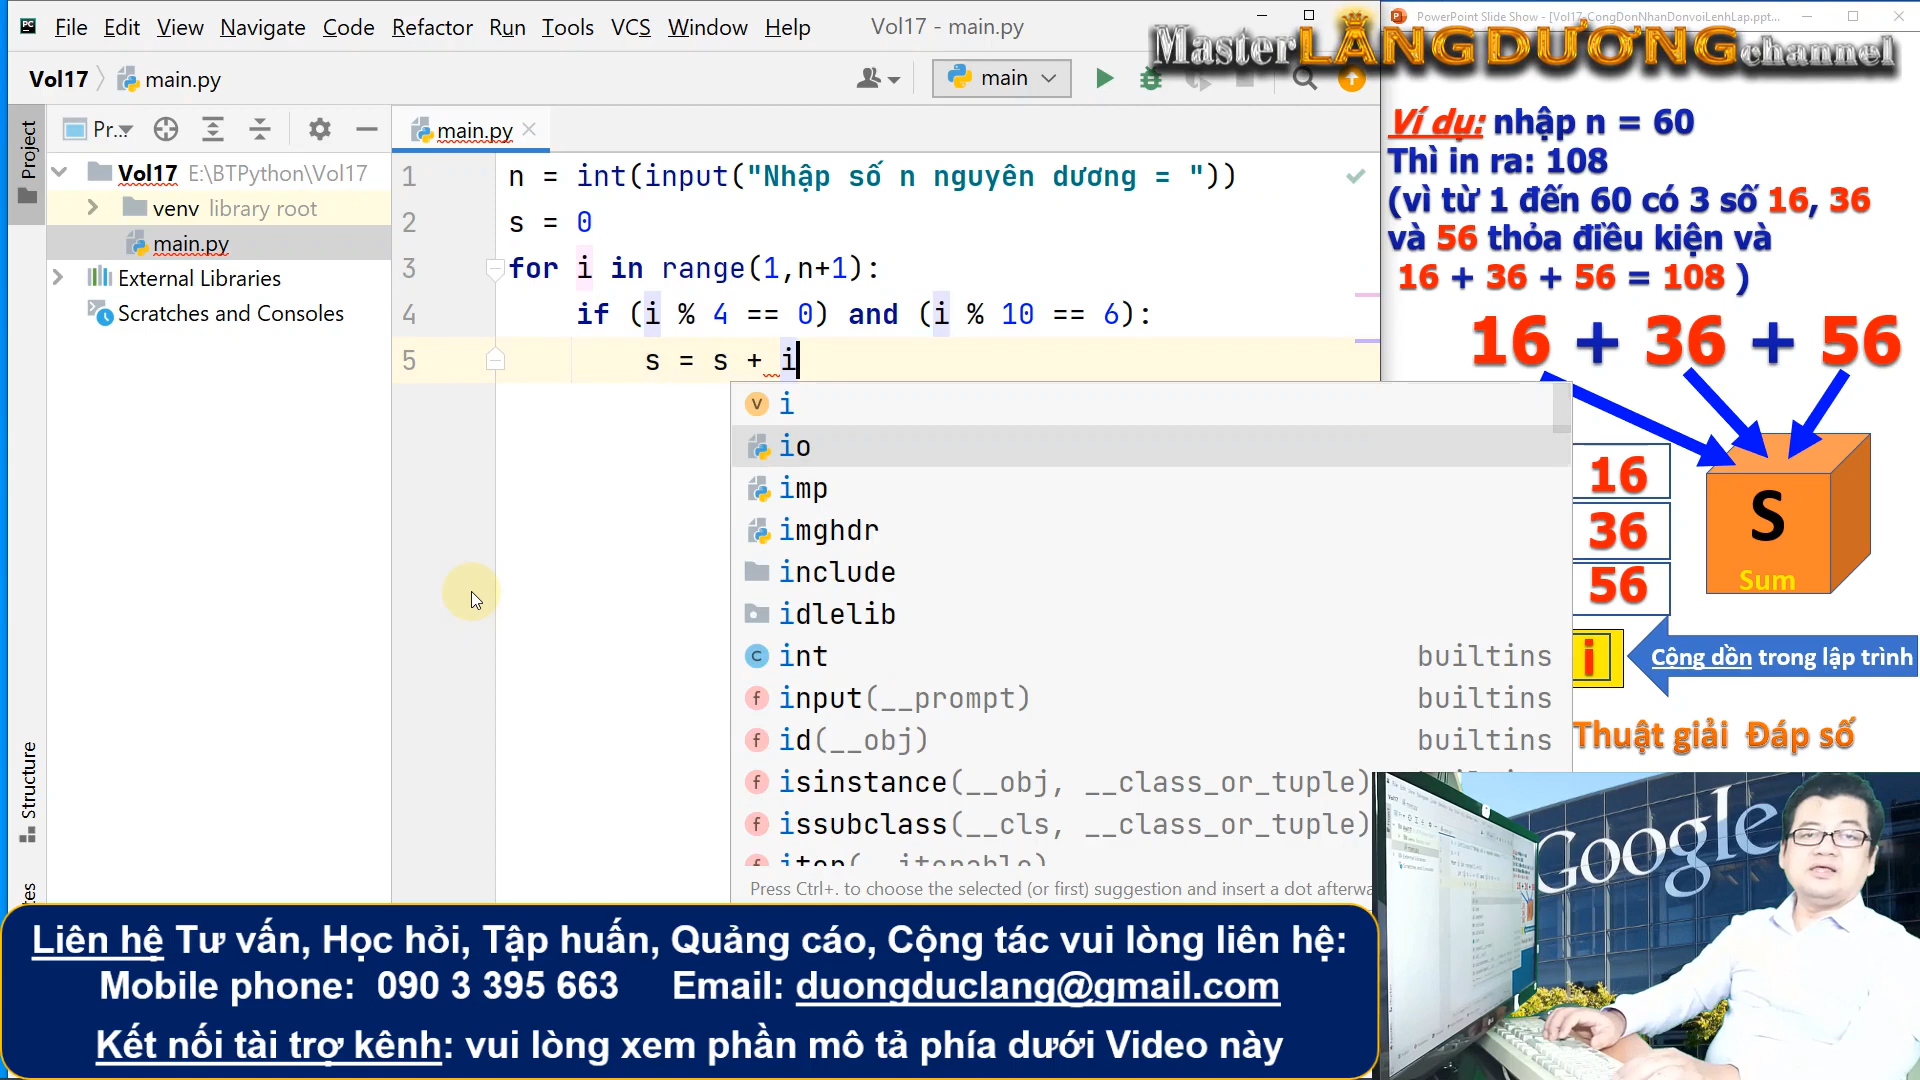 File Edit View Navigate Code Refactor Run Tools VCS Window Help Vol17 - main.py
PowerPoint Slide Show - [Vol17_CongDonNhanDonvoiLenhLap.ppt...
Master LĂNG DƯƠNG channel
Vol17 main.py
main
Project
Pr...
main.py
Vol17 E:\BTPython\Vol17
venv library root
main.py
External Libraries
Scratches and Consoles
Structure
1 n = int(input("Nhập số n nguyên dương = "))
2 s = 0
3 for i in range(1,n+1):
4 if (i % 4 == 0) and (i % 10 == 6):
5 s = s + i
i
io
imp
imghdr
include
idlelib
int builtins
input(__prompt) builtins
id(__obj) builtins
isinstance(__obj, __class_or_tuple)
issubclass(__cls, __class_or_tuple)
iter(__iterable)
Press Ctrl+. to choose the selected (or first) suggestion and insert a dot afterwa
Ví dụ: nhập n = 60
Thì in ra: 108
(vì từ 1 đến 60 có 3 số 16, 36
và 56 thỏa điều kiện và
16 + 36 + 56 = 108 )
16 + 36 + 56
16
36
56
S
Sum
i
Cộng dồn trong lập trình
Thuật giải Đáp số
Google
Liên hệ Tư vấn, Học hỏi, Tập huấn, Quảng cáo, Cộng tác vui lòng liên hệ:
Mobile phone: 090 3 395 663 Email: duongduclang@gmail.com
Kết nối tài trợ kênh: vui lòng xem phần mô tả phía dưới Video này